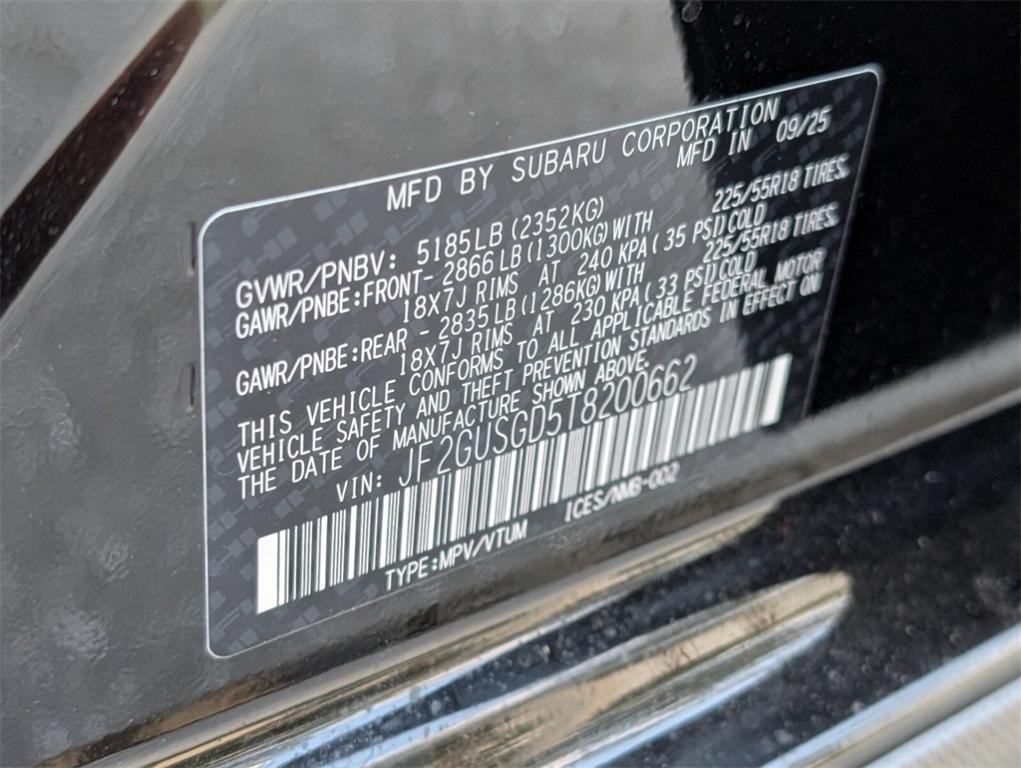 MFD BY SUBARU CORPORATION
MFD IN 09/25
GVWR/PNBV: 5185LB(2352KG)
GAWR/PNBE:FRONT- 2866LB(1300KG)WITH 225/55R18 TIRES,
18X7J RIMS AT 240 KPA( 35 PSI)COLD
GAWR/PNBE:REAR - 2835LB(1286KG)WITH 225/55R18 TIRES,
18X7J RIMS AT 230 KPA( 33 PSI)COLD
THIS VEHICLE CONFORMS TO ALL APPLICABLE FEDERAL MOTOR
VEHICLE SAFETY AND THEFT PREVENTION STANDARDS IN EFFECT ON
THE DATE OF MANUFACTURE SHOWN ABOVE.
VIN: JF2GUSGD5T8200662
TYPE:MPV/VTUM ICES/NMB-002